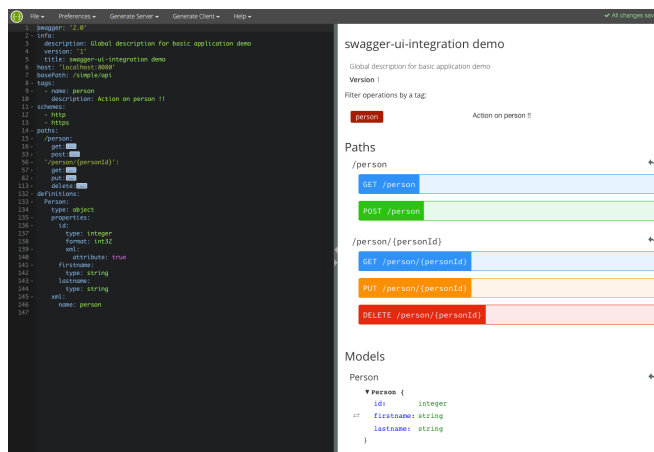 File ▾ Preferences ▾ Generate Server ▾ Generate Client ▾ Help ▾ ✔ All changes sav
1 swagger: '2.0'
2 info:
3 description: Global description for basic application demo
4 version: '1'
5 title: swagger-ui-integration demo
6 host: 'localhost:8080'
7 basePath: /simple/api
8 tags:
9 - name: person
10 description: Action on person !!
11 schemes:
12 - http
13 - https
14 paths:
15 /person:
16 get:
33 post:
56 '/person/{personId}':
57 get:
82 put:
113 delete:
132 definitions:
133 Person:
134 type: object
135 properties:
136 id:
137 type: integer
138 format: int32
139 xml:
140 attribute: true
141 firstname:
142 type: string
143 lastname:
144 type: string
145 xml:
146 name: person
147
swagger-ui-integration demo
Global description for basic application demo
Version 1
Filter operations by a tag:
person Action on person !!
Paths
/person
GET /person
POST /person
/person/{personId}
GET /person/{personId}
PUT /person/{personId}
DELETE /person/{personId}
Models
Person
▼ Person {
id: integer
firstname: string
lastname: string
}